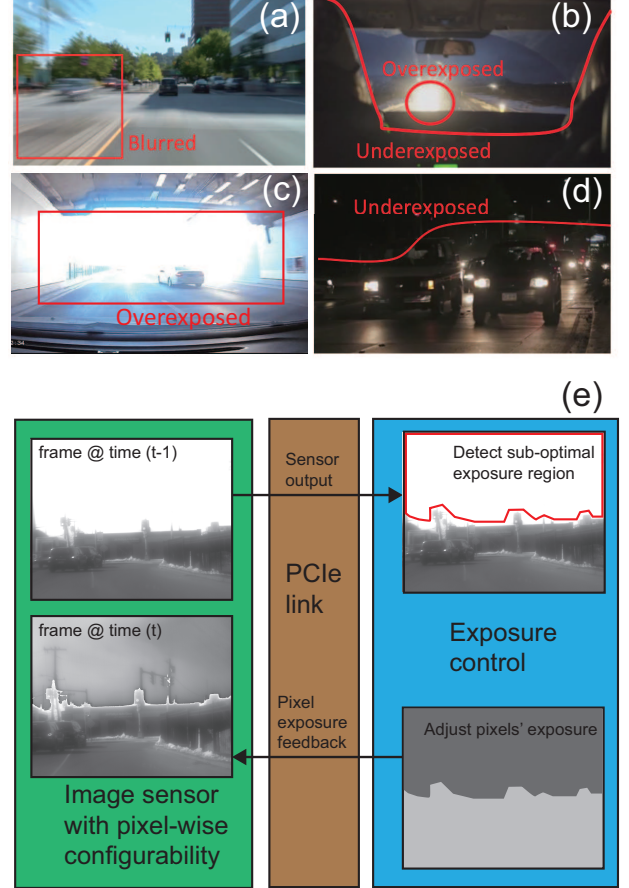 (a)
Blurred
(b)
Overexposed
Underexposed
(c)
Overexposed
(d)
Underexposed
(e)
frame @ time (t-1)
Sensor
output
Detect sub-optimal
exposure region
PCIe
link
Exposure
control
frame @ time (t)
Pixel
exposure
feedback
Adjust pixels' exposure
Image sensor
with pixel-wise
configurability